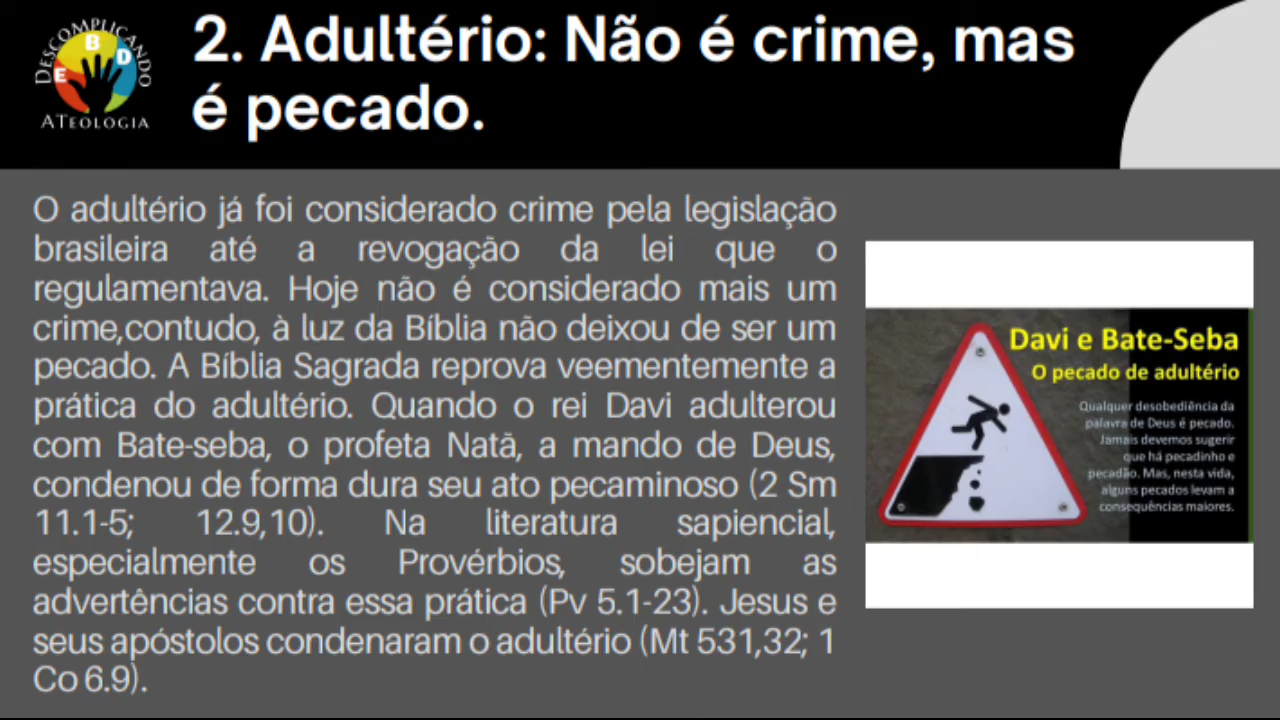 DESCOMPLICANDO
E B D
ATEOLOGIA
2. Adultério: Não é crime, mas
é pecado.
O adultério já foi considerado crime pela legislação
brasileira até a revogação da lei que o
regulamentava. Hoje não é considerado mais um
crime,contudo, à luz da Bíblia não deixou de ser um
pecado. A Bíblia Sagrada reprova veementemente a
prática do adultério. Quando o rei Davi adulterou
com Bate-seba, o profeta Natã, a mando de Deus,
condenou de forma dura seu ato pecaminoso (2 Sm
11.1-5; 12.9,10). Na literatura sapiencial,
especialmente os Provérbios, sobejam as
advertências contra essa prática (Pv 5.1-23). Jesus e
seus apóstolos condenaram o adultério (Mt 531,32; 1
Co 6.9).
Davi e Bate-Seba
O pecado de adultério
Qualquer desobediência da
palavra de Deus é pecado.
Jamais devemos sugerir
que há pecadinho e
pecadão. Mas, nesta vida,
alguns pecados levam a
consequências maiores.